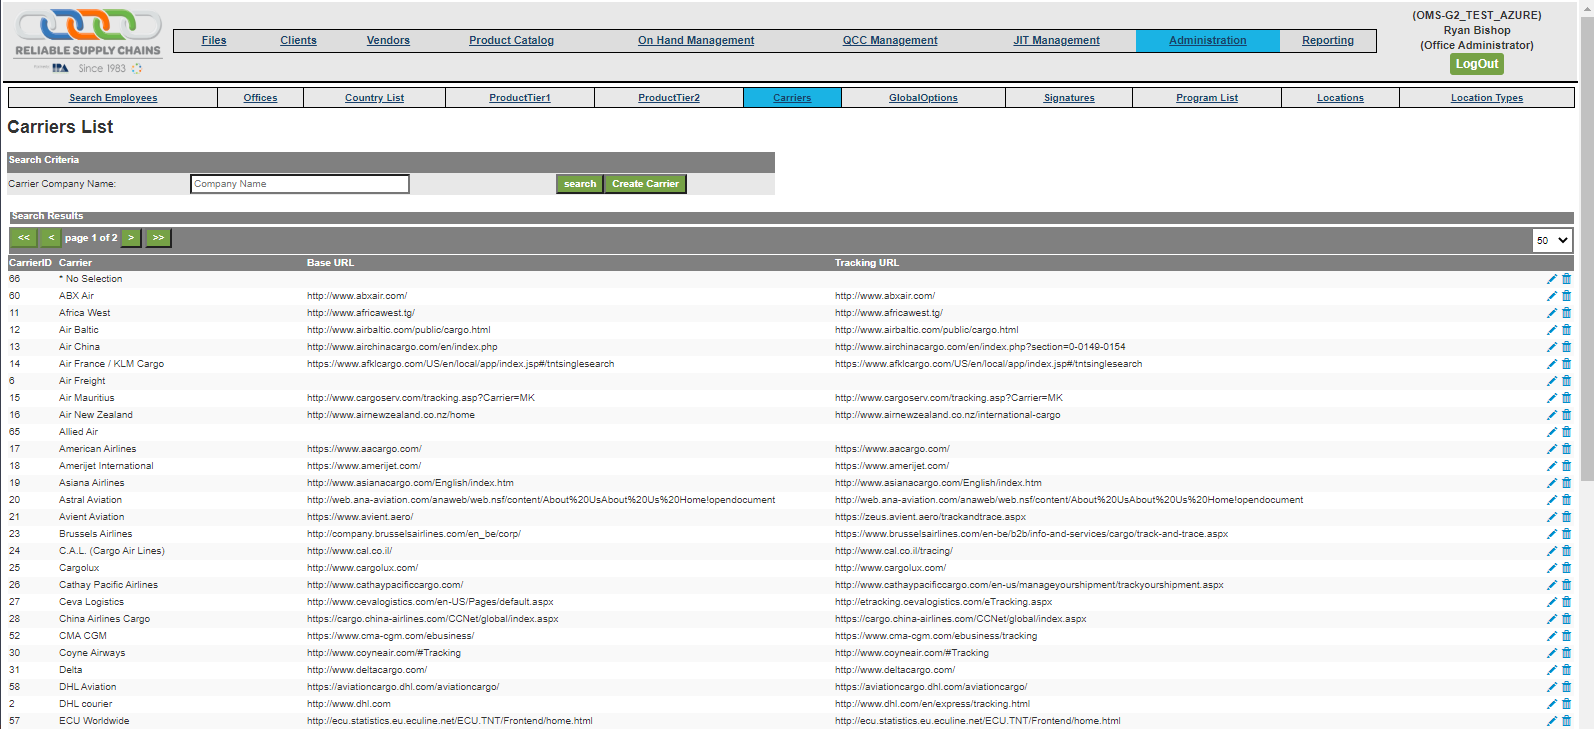 RELIABLE SUPPLY CHAINS
IPA Since 1983
Files Clients Vendors Product Catalog On Hand Management QCC Management JIT Management Administration Reporting
(OMS-G2_TEST_AZURE)
Ryan Bishop
(Office Administrator)
LogOut
Search Employees Offices Country List ProductTier1 ProductTier2 Carriers GlobalOptions Signatures Program List Locations Location Types
Carriers List
Search Criteria
Carrier Company Name: Company Name search Create Carrier
Search Results
<< < page 1 of 2 > >> 50
CarrierID Carrier Base URL Tracking URL
66 * No Selection
60 ABX Air http://www.abxair.com/ http://www.abxair.com/
11 Africa West http://www.africawest.tg/ http://www.africawest.tg/
12 Air Baltic http://www.airbaltic.com/public/cargo.html http://www.airbaltic.com/public/cargo.html
13 Air China http://www.airchinacargo.com/en/index.php http://www.airchinacargo.com/en/index.php?section=0-0149-0154
14 Air France / KLM Cargo https://www.afklcargo.com/US/en/local/app/index.jsp#/tntsinglesearch https://www.afklcargo.com/US/en/local/app/index.jsp#/tntsinglesearch
6 Air Freight
15 Air Mauritius http://www.cargoserv.com/tracking.asp?Carrier=MK http://www.cargoserv.com/tracking.asp?Carrier=MK
16 Air New Zealand http://www.airnewzealand.co.nz/home http://www.airnewzealand.co.nz/international-cargo
65 Allied Air
17 American Airlines https://www.aacargo.com/ https://www.aacargo.com/
18 Amerijet International https://www.amerijet.com/ https://www.amerijet.com/
19 Asiana Airlines https://www.asianacargo.com/English/index.htm http://www.asianacargo.com/English/index.htm
20 Astral Aviation http://web.ana-aviation.com/anaweb/web.nsf/content/About%20UsAbout%20Us%20Home!opendocument http://web.ana-aviation.com/anaweb/web.nsf/content/About%20UsAbout%20Us%20Home!opendocument
21 Avient Aviation https://www.avient.aero/ https://zeus.avient.aero/trackandtrace.aspx
23 Brussels Airlines http://company.brusselsairlines.com/en_be/corp/ https://www.brusselsairlines.com/en-be/b2b/info-and-services/cargo/track-and-trace.aspx
24 C.A.L. (Cargo Air Lines) http://www.cal.co.il/ http://www.cal.co.il/tracing/
25 Cargolux http://www.cargolux.com/ http://www.cargolux.com/
26 Cathay Pacific Airlines http://www.cathaypacificcargo.com/ http://www.cathaypacificcargo.com/en-us/manageyourshipment/trackyourshipment.aspx
27 Ceva Logistics http://www.cevalogistics.com/en-US/Pages/default.aspx http://etracking.cevalogistics.com/eTracking.aspx
28 China Airlines Cargo https://cargo.china-airlines.com/CCNet/global/index.aspx https://cargo.china-airlines.com/CCNet/global/index.aspx
52 CMA CGM https://www.cma-cgm.com/ebusiness/ https://www.cma-cgm.com/ebusiness/tracking
30 Coyne Airways http://www.coyneair.com/#Tracking http://www.coyneair.com/#Tracking
31 Delta http://www.deltacargo.com/ http://www.deltacargo.com/
58 DHL Aviation https://aviationcargo.dhl.com/aviationcargo/ https://aviationcargo.dhl.com/aviationcargo/
2 DHL courier http://www.dhl.com http://www.dhl.com/en/express/tracking.html
57 ECU Worldwide http://ecu.statistics.eu.eculine.net/ECU.TNT/Frontend/home.html http://ecu.statistics.eu.eculine.net/ECU.TNT/Frontend/home.html